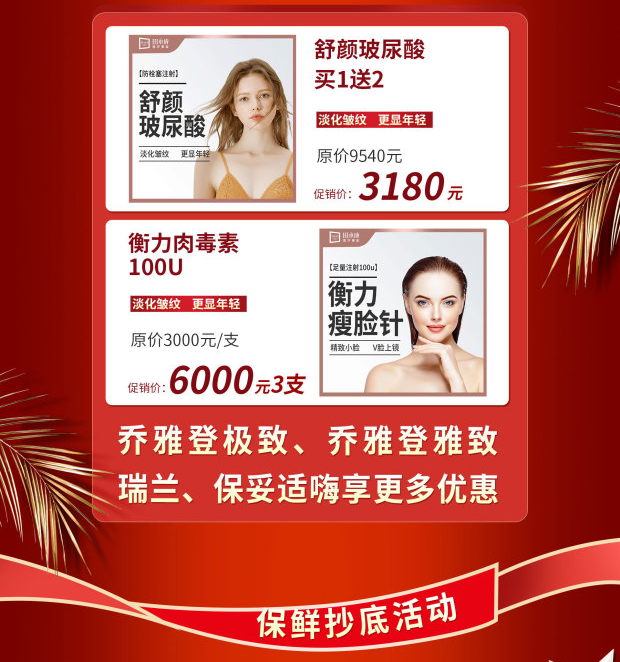 【防栓塞注射】
舒颜
玻尿酸
淡化皱纹 更显年轻
舒颜玻尿酸
买1送2
淡化皱纹 更显年轻
原价9540元
促销价：3180元
衡力肉毒素
100U
淡化皱纹 更显年轻
原价3000元/支
促销价：6000元3支
【足量注射100u】
衡力
瘦脸针
精致小脸 V脸上镜
乔雅登极致、乔雅登雅致
瑞兰、保妥适嗨享更多优惠
保鲜抄底活动